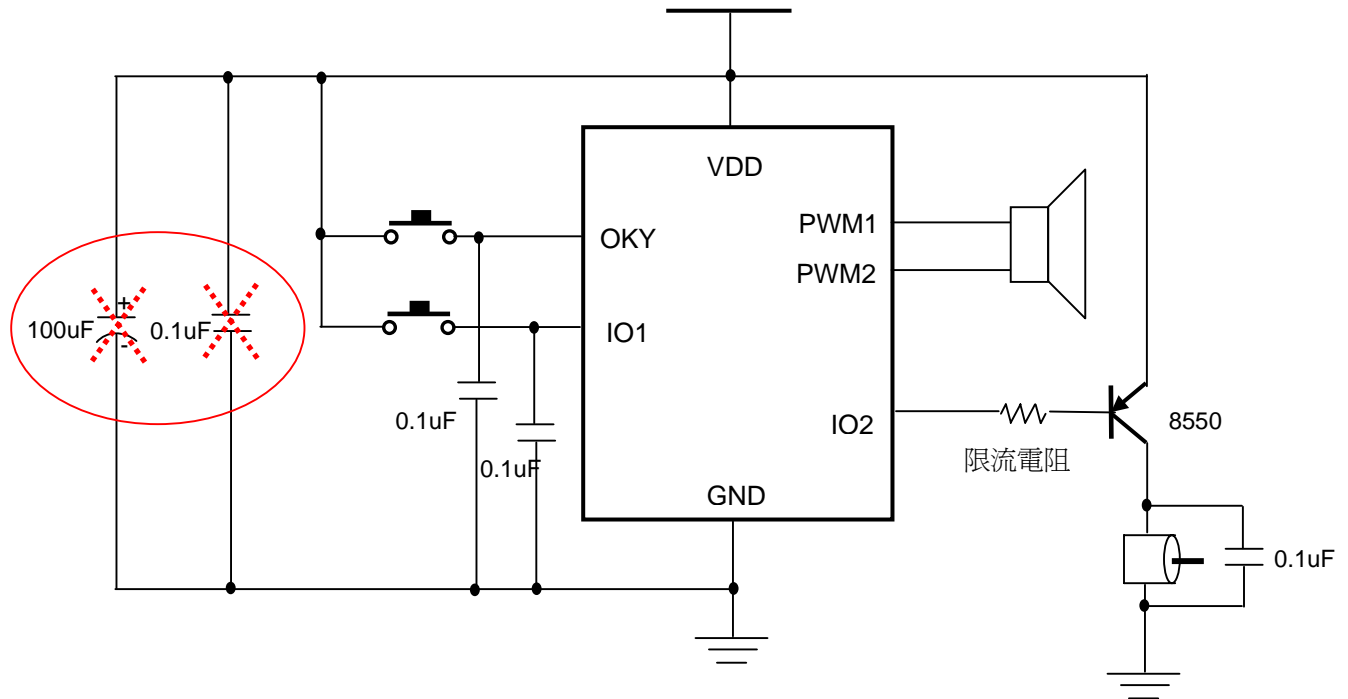 VDD
OKY
PWM1
PWM2
100uF
+
-
0.1uF
IO1
0.1uF
IO2
8550
限流電阻
0.1uF
GND
0.1uF